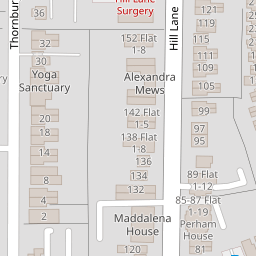 Thornbur
Hill Lane
Surgery
Hill Lane
121
115
119
111
109
105
99
97
95
32
30
36
Yoga
Sanctuary
20
18
14
16
8
6
4
2
152 Flat
1-8
Alexandra
Mews
142 Flat
1-5
138 Flat
1-8
136
134
132
89 Flat
1-12
85-87 Flat
1-19
Perham
House
81
Maddalena
House
120